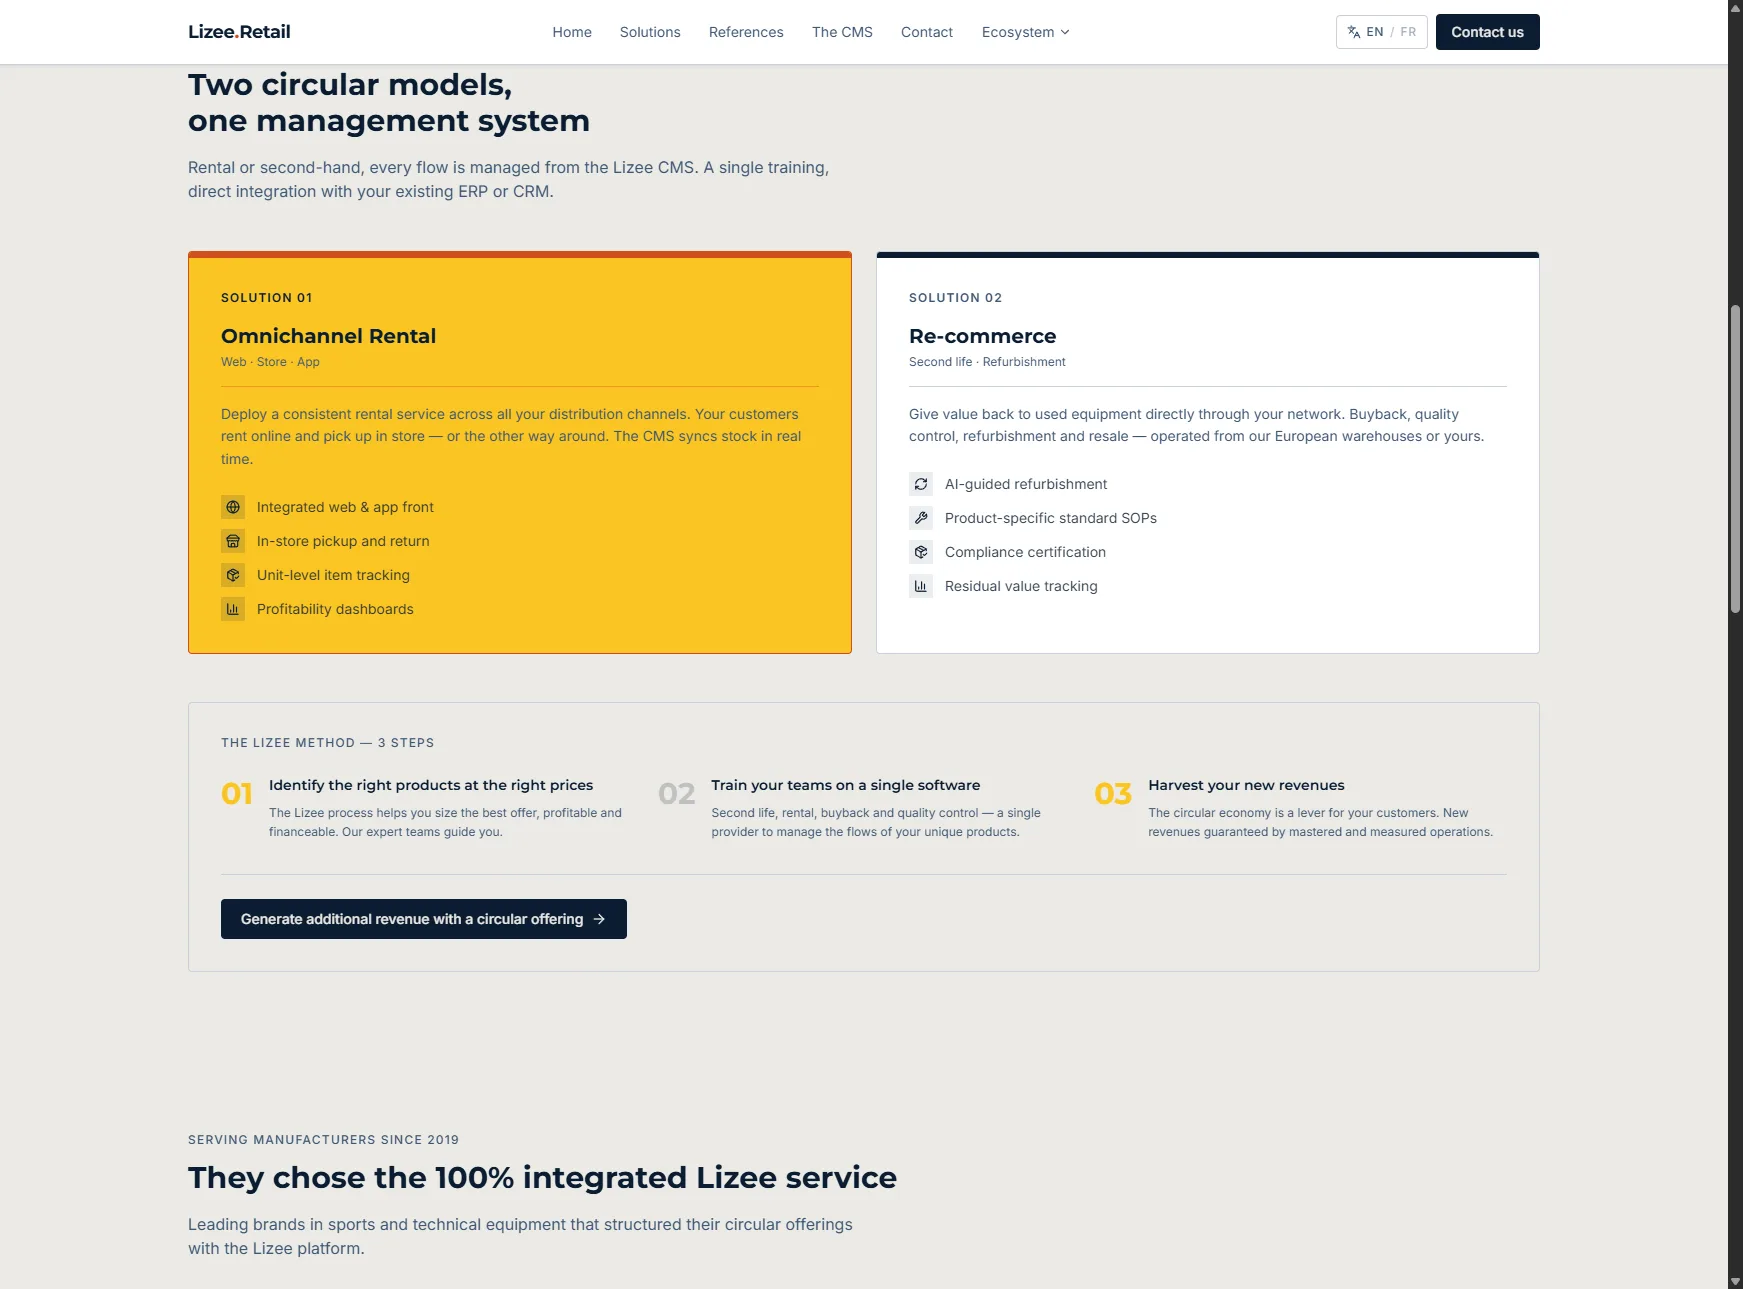 Lizee.Retail
Home
Solutions
References
The CMS
Contact
Ecosystem
EN / FR
Contact us
Two circular models,
one management system
Rental or second-hand, every flow is managed from the Lizee CMS. A single training,
direct integration with your existing ERP or CRM.
SOLUTION 01
Omnichannel Rental
Web · Store · App
Deploy a consistent rental service across all your distribution channels. Your customers
rent online and pick up in store — or the other way around. The CMS syncs stock in real
time.
Integrated web & app front
In-store pickup and return
Unit-level item tracking
Profitability dashboards
SOLUTION 02
Re-commerce
Second life · Refurbishment
Give value back to used equipment directly through your network. Buyback, quality
control, refurbishment and resale — operated from our European warehouses or yours.
AI-guided refurbishment
Product-specific standard SOPs
Compliance certification
Residual value tracking
THE LIZEE METHOD — 3 STEPS
01
Identify the right products at the right prices
The Lizee process helps you size the best offer, profitable and
financeable. Our expert teams guide you.
02
Train your teams on a single software
Second life, rental, buyback and quality control — a single
provider to manage the flows of your unique products.
03
Harvest your new revenues
The circular economy is a lever for your customers. New
revenues guaranteed by mastered and measured operations.
Generate additional revenue with a circular offering →
SERVING MANUFACTURERS SINCE 2019
They chose the 100% integrated Lizee service
Leading brands in sports and technical equipment that structured their circular offerings
with the Lizee platform.